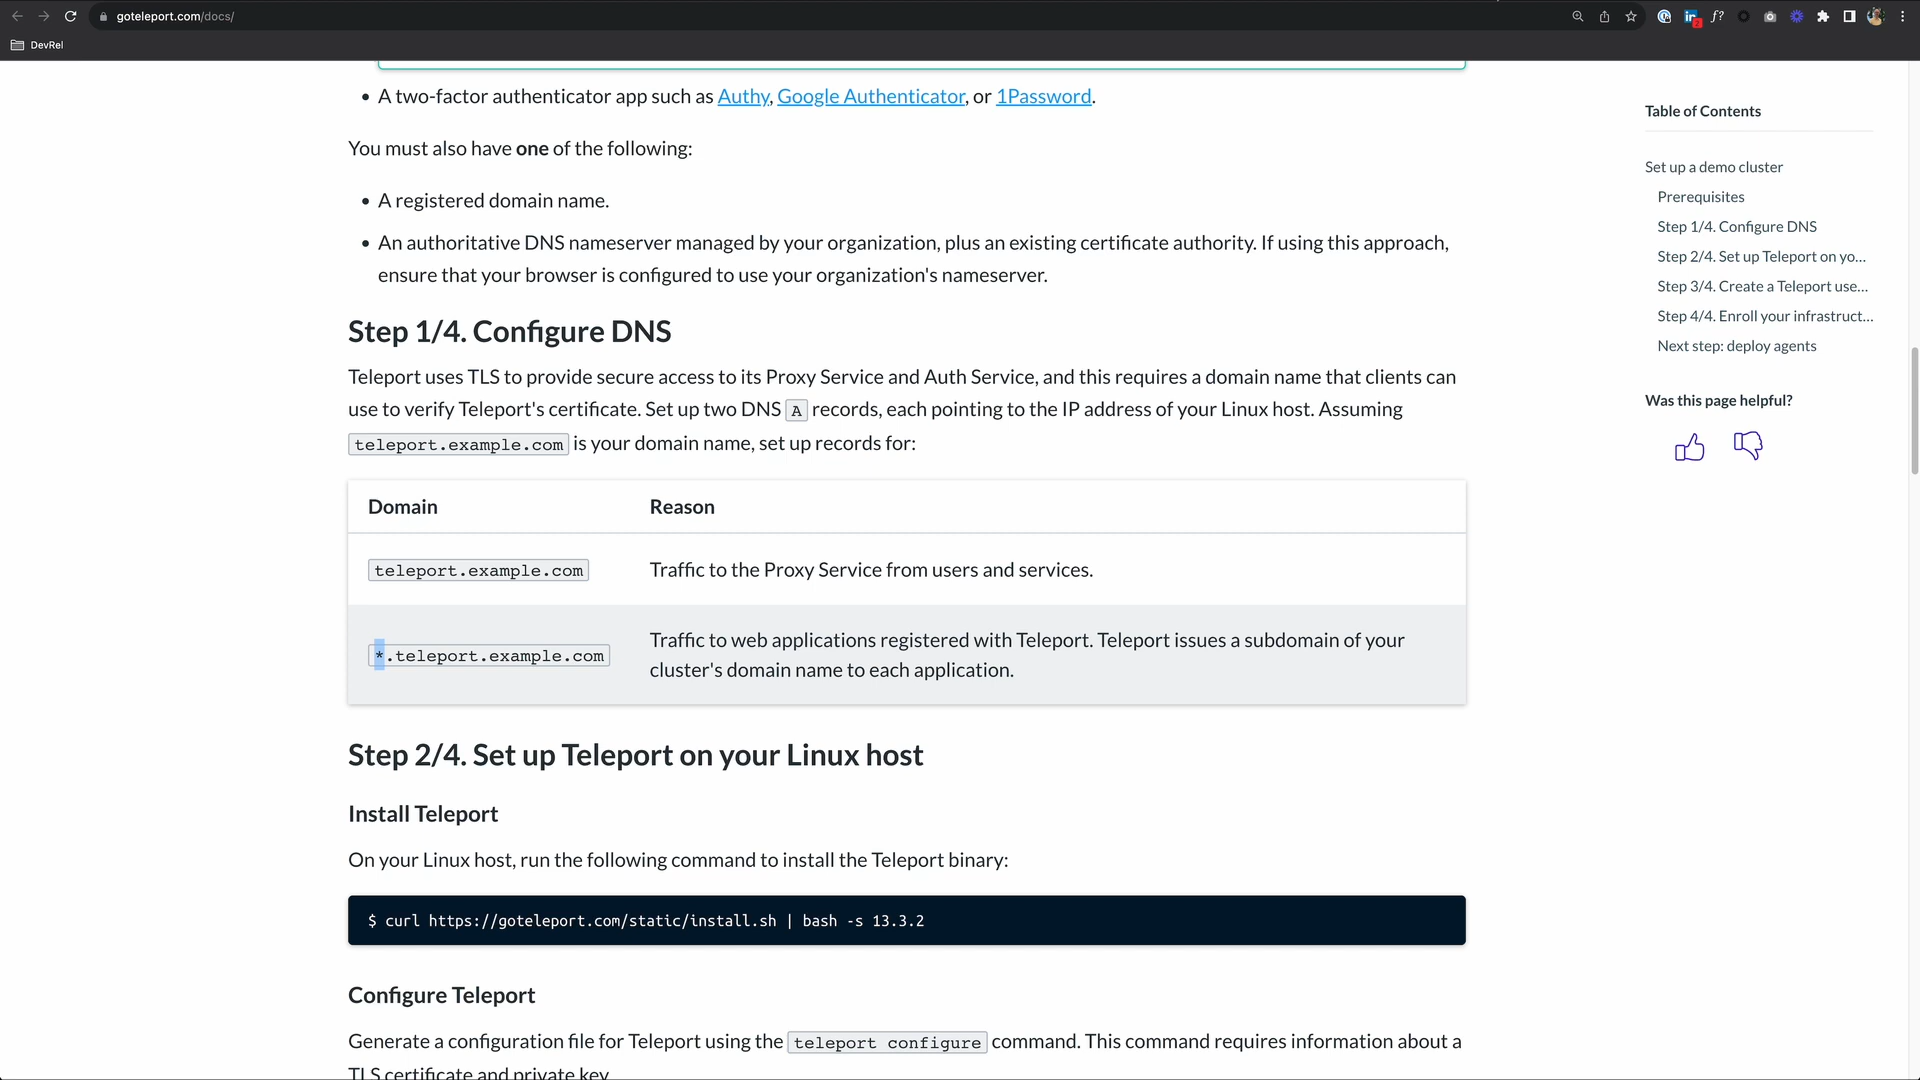 goteleport.com/docs/
f?
DevRel
• A two-factor authenticator app such as Authy, Google Authenticator, or 1Password.
You must also have one of the following:
• A registered domain name.
• An authoritative DNS nameserver managed by your organization, plus an existing certificate authority. If using this approach,
ensure that your browser is configured to use your organization's nameserver.
Step 1/4. Configure DNS
Teleport uses TLS to provide secure access to its Proxy Service and Auth Service, and this requires a domain name that clients can
use to verify Teleport's certificate. Set up two DNS A records, each pointing to the IP address of your Linux host. Assuming
teleport.example.com is your domain name, set up records for:
Domain Reason
teleport.example.com Traffic to the Proxy Service from users and services.
*.teleport.example.com Traffic to web applications registered with Teleport. Teleport issues a subdomain of your
cluster's domain name to each application.
Step 2/4. Set up Teleport on your Linux host
Install Teleport
On your Linux host, run the following command to install the Teleport binary:
$ curl https://goteleport.com/static/install.sh | bash -s 13.3.2
Configure Teleport
Generate a configuration file for Teleport using the teleport configure command. This command requires information about a
TLS certificate and private key
Table of Contents
Set up a demo cluster
Prerequisites
Step 1/4. Configure DNS
Step 2/4. Set up Teleport on yo...
Step 3/4. Create a Teleport use...
Step 4/4. Enroll your infrastruct...
Next step: deploy agents
Was this page helpful?